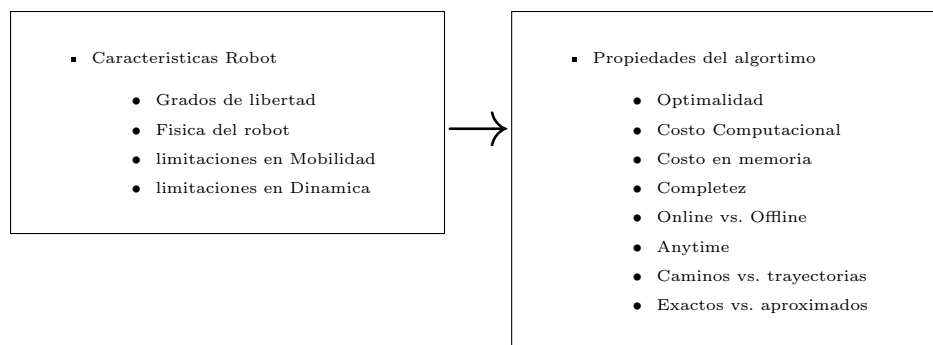 Caracteristicas Robot
Grados de libertad
Fisica del robot
limitaciones en Mobilidad
limitaciones en Dinamica
Propiedades del algortimo
Optimalidad
Costo Computacional
Costo en memoria
Completez
Online vs. Offline
Anytime
Caminos vs. trayectorias
Exactos vs. aproximados